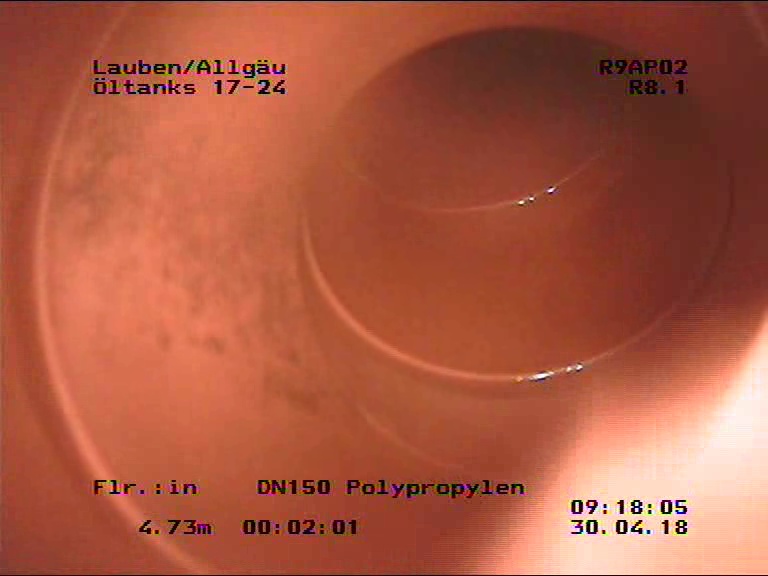 Lauben/Allgäu
Öltanks 17-24
R9AP02
R8.1
Flr.:in DN150 Polypropylen
4.73m 00:02:01
09:18:05
30.04.18